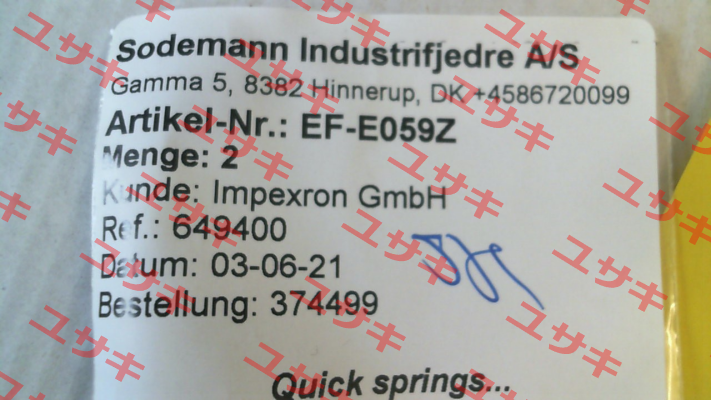 Sodemann Industrifjedre A/S
Gamma 5, 8382 Hinnerup, DK +4586720099
Artikel-Nr.: EF-E059Z
Menge: 2
Kunde: Impexron GmbH
Ref.: 649400
Datum: 03-06-21
Bestellung: 374499
Quick springs...
ユサキ